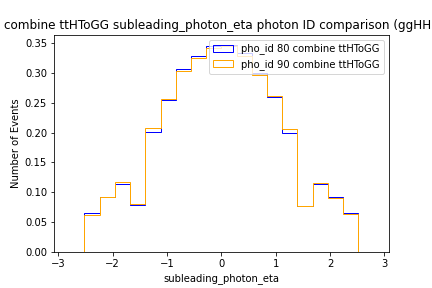 combine ttHToGG subleading_photon_eta photon ID comparison (ggHH
0.35
0.30
0.25
0.20
0.15
0.10
0.05
0.00
Number of Events
pho_id 80 combine ttHToGG
pho_id 90 combine ttHToGG
−3 −2 −1 0 1 2 3
subleading_photon_eta